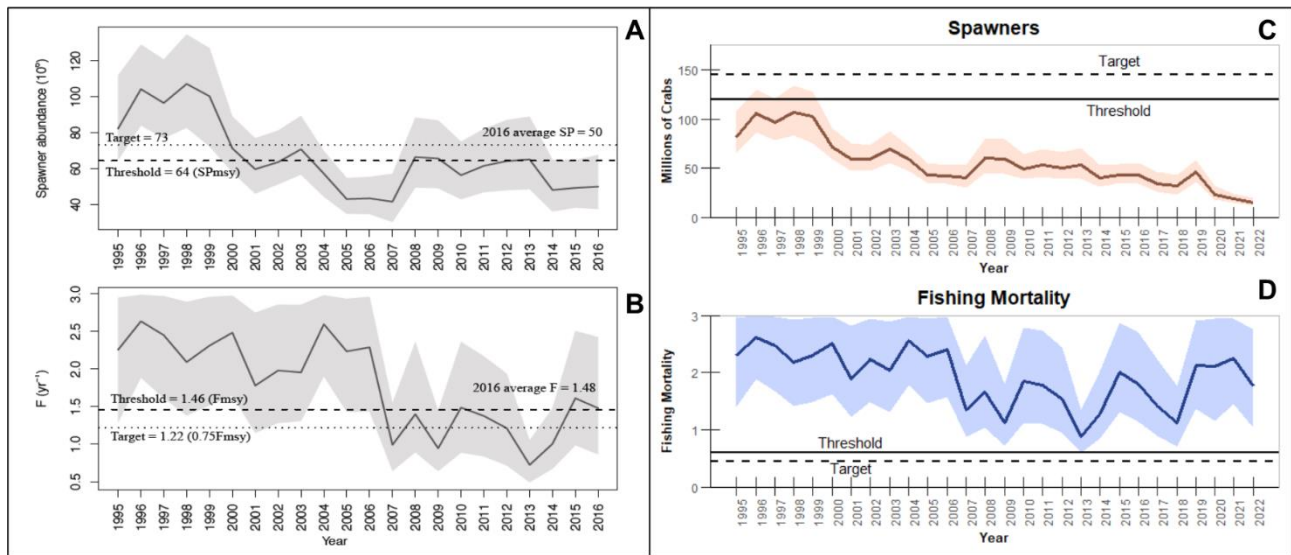 A
Spawner abundance (10⁶)
120
100
80
60
40
Target = 73
2016 average SP = 50
Threshold = 64 (SPmsy)
1995 1996 1997 1998 1999 2000 2001 2002 2003 2004 2005 2006 2007 2008 2009 2010 2011 2012 2013 2014 2015 2016
B
F (yr⁻¹)
3.0
2.5
2.0
1.5
1.0
0.5
Threshold = 1.46 (Fmsy)
2016 average F = 1.48
Target = 1.22 (0.75Fmsy)
1995 1996 1997 1998 1999 2000 2001 2002 2003 2004 2005 2006 2007 2008 2009 2010 2011 2012 2013 2014 2015 2016
Year
Spawners
C
Millions of Crabs
150
100
50
0
Target
Threshold
1995 1996 1997 1998 1999 2000 2001 2002 2003 2004 2005 2006 2007 2008 2009 2010 2011 2012 2013 2014 2015 2016 2017 2018 2019 2020 2021 2022
Year
Fishing Mortality
D
Fishing Mortality
3
2
1
0
Threshold
Target
1995 1996 1997 1998 1999 2000 2001 2002 2003 2004 2005 2006 2007 2008 2009 2010 2011 2012 2013 2014 2015 2016 2017 2018 2019 2020 2021 2022
Year